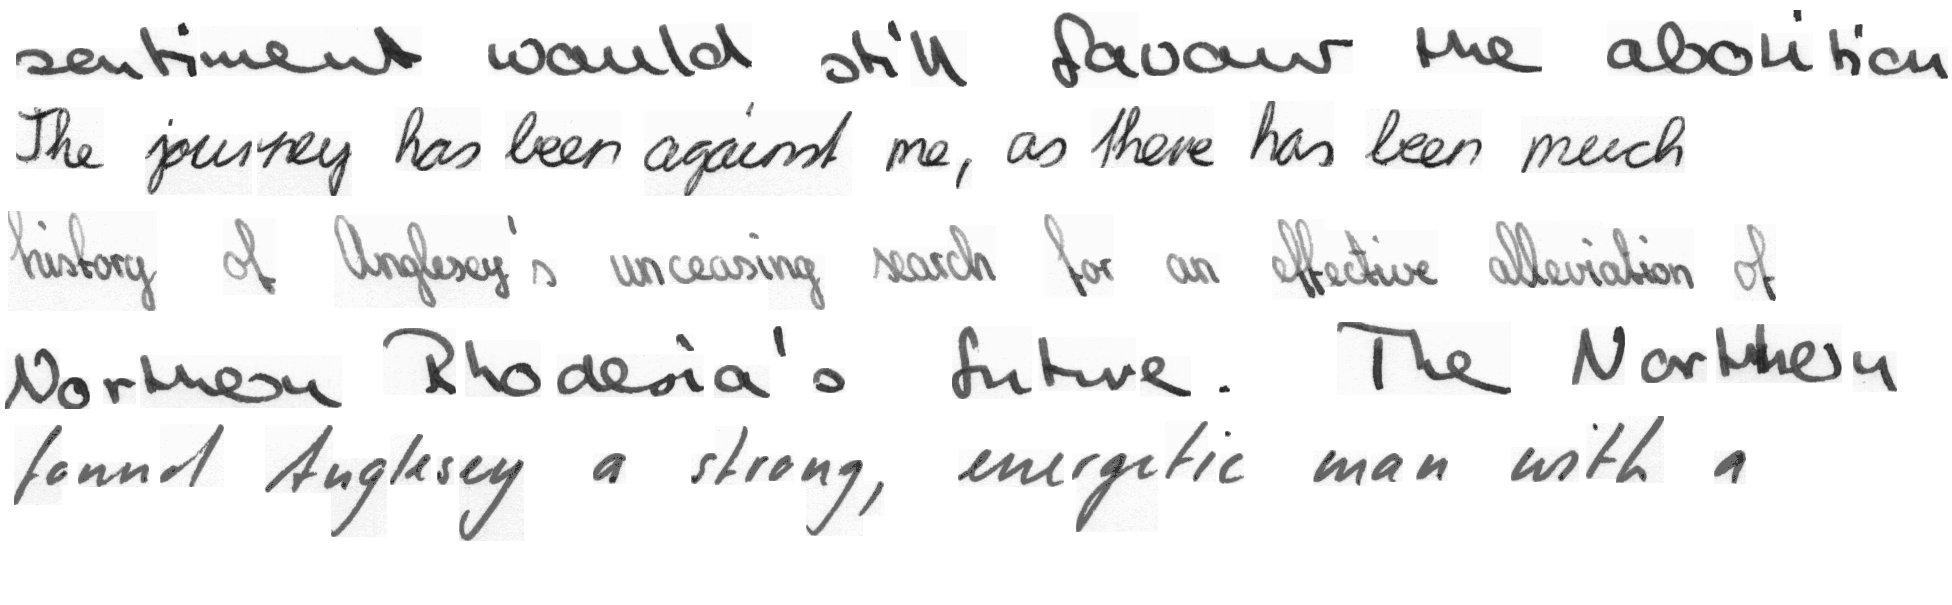 sentiment would still favour the abolition
The journey has been against me, as there has been much
history of Anglesey's unceasing search for an effective alleviation of
Northern Rhodesia's future. The Northern
found Anglesey a strong, energetic man with a